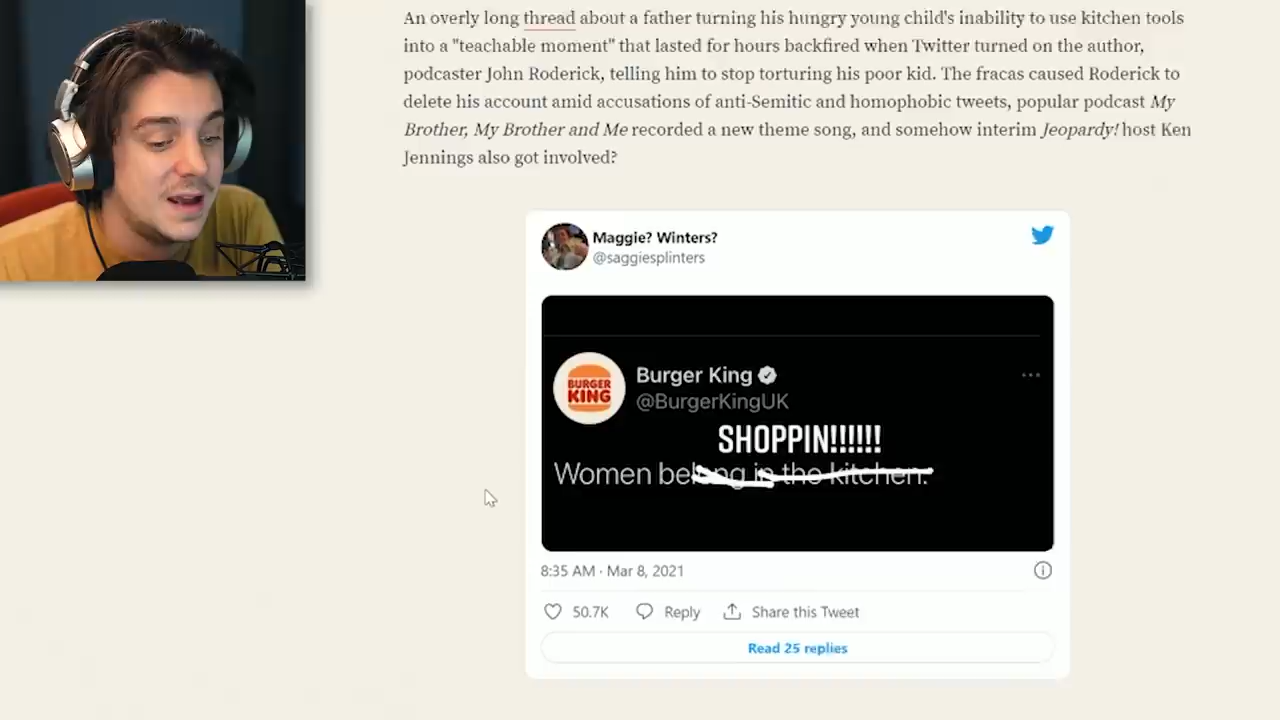 An overly long thread about a father turning his hungry young child's inability to use kitchen tools
into a "teachable moment" that lasted for hours backfired when Twitter turned on the author,
podcaster John Roderick, telling him to stop torturing his poor kid. The fracas caused Roderick to
delete his account amid accusations of anti-Semitic and homophobic tweets, popular podcast My
Brother, My Brother and Me recorded a new theme song, and somehow interim Jeopardy! host Ken
Jennings also got involved?
Maggie? Winters?
@saggiesplinters
BURGER
KING
Burger King
@BurgerKingUK
SHOPPIN!!!!!!
Women belong in the kitchen.
8:35 AM · Mar 8, 2021
50.7K Reply Share this Tweet
Read 25 replies